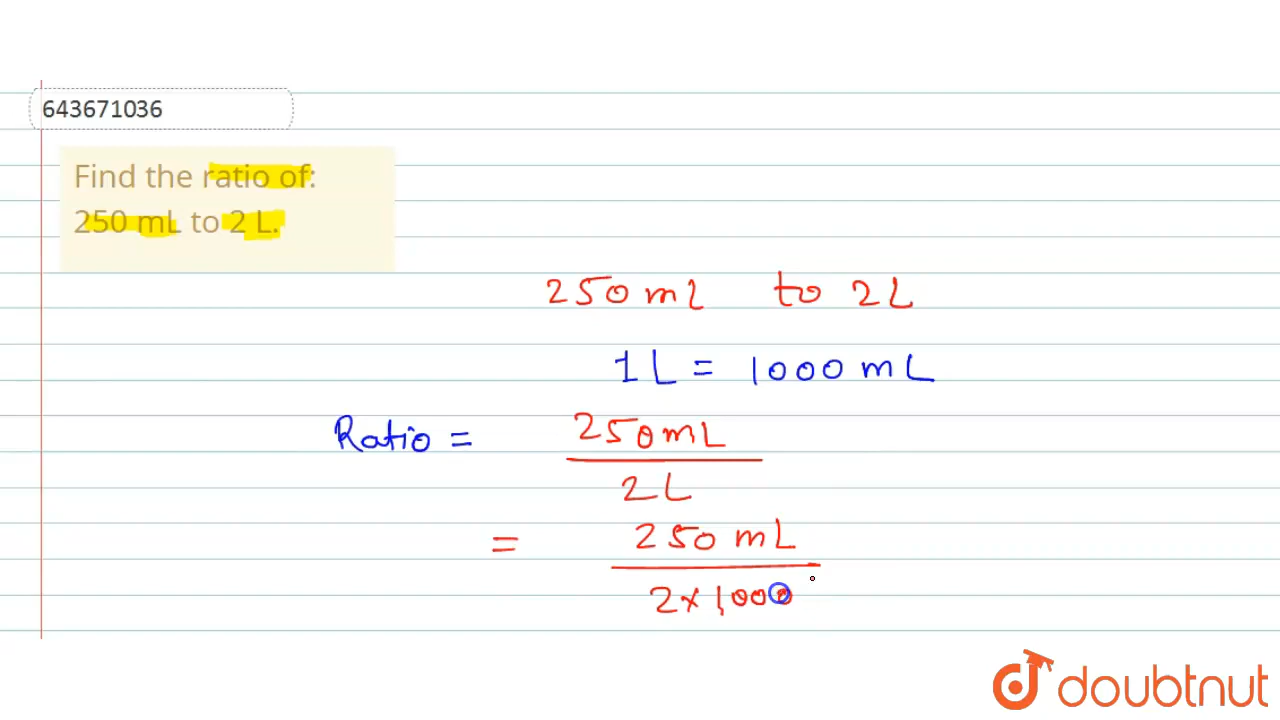 643671036
Find the ratio of:
250 mL to 2 L.
250 mL to 2L
1L = 1000 mL
Ratio = 250mL
2L
= 250 mL
2×1000
doubtnut